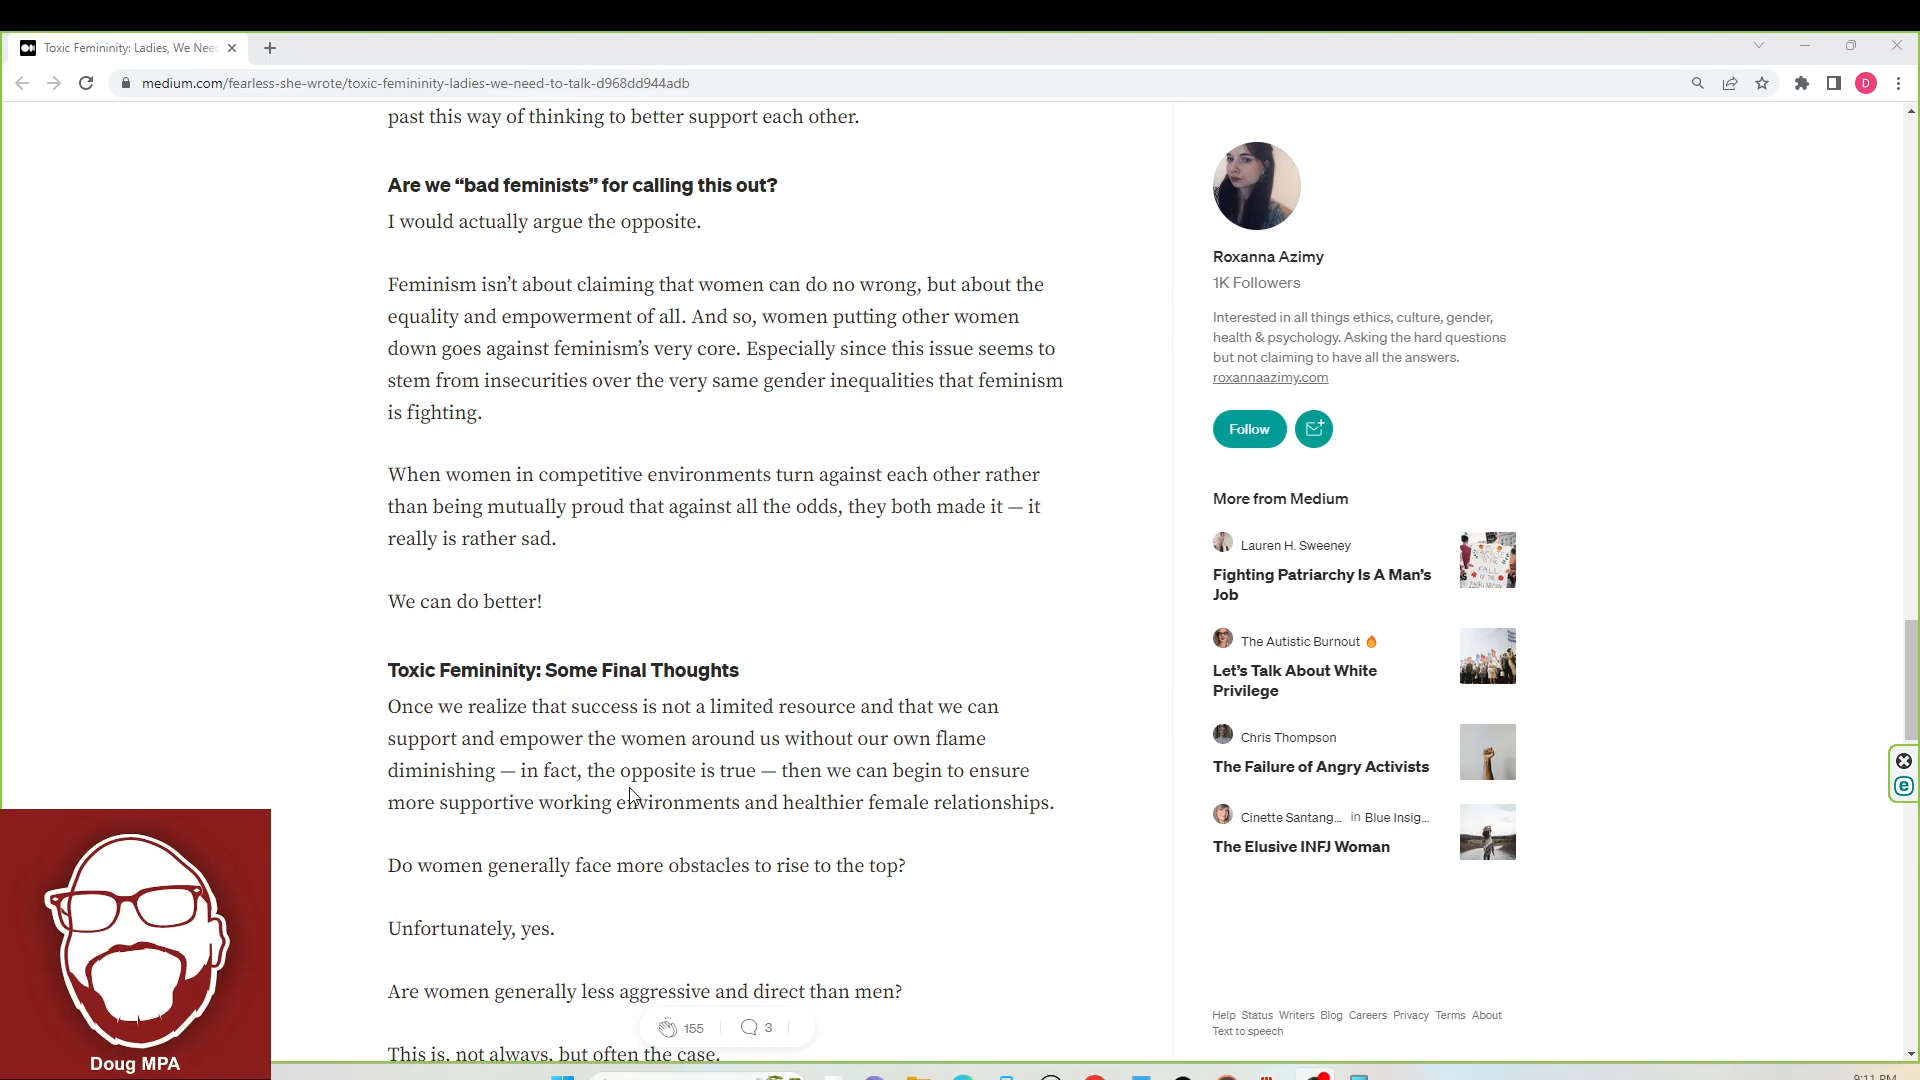 Toxic Femininity: Ladies, We Nee
medium.com/fearless-she-wrote/toxic-femininity-ladies-we-need-to-talk-d968dd944adb
D
past this way of thinking to better support each other.
Are we “bad feminists” for calling this out?
I would actually argue the opposite.
Feminism isn’t about claiming that women can do no wrong, but about the
equality and empowerment of all. And so, women putting other women
down goes against feminism’s very core. Especially since this issue seems to
stem from insecurities over the very same gender inequalities that feminism
is fighting.
When women in competitive environments turn against each other rather
than being mutually proud that against all the odds, they both made it — it
really is rather sad.
We can do better!
Toxic Femininity: Some Final Thoughts
Once we realize that success is not a limited resource and that we can
support and empower the women around us without our own flame
diminishing — in fact, the opposite is true — then we can begin to ensure
more supportive working environments and healthier female relationships.
Do women generally face more obstacles to rise to the top?
Unfortunately, yes.
Are women generally less aggressive and direct than men?
155
3
This is, not always, but often the case.
Roxanna Azimy
1K Followers
Interested in all things ethics, culture, gender,
health & psychology. Asking the hard questions
but not claiming to have all the answers.
roxannaazimy.com
Follow
More from Medium
Lauren H. Sweeney
Fighting Patriarchy Is A Man’s
Job
The Autistic Burnout
Let’s Talk About White
Privilege
Chris Thompson
The Failure of Angry Activists
Cinette Santang... in Blue Insig...
The Elusive INFJ Woman
Help Status Writers Blog Careers Privacy Terms About
Text to speech
Doug MPA
9:11 PM